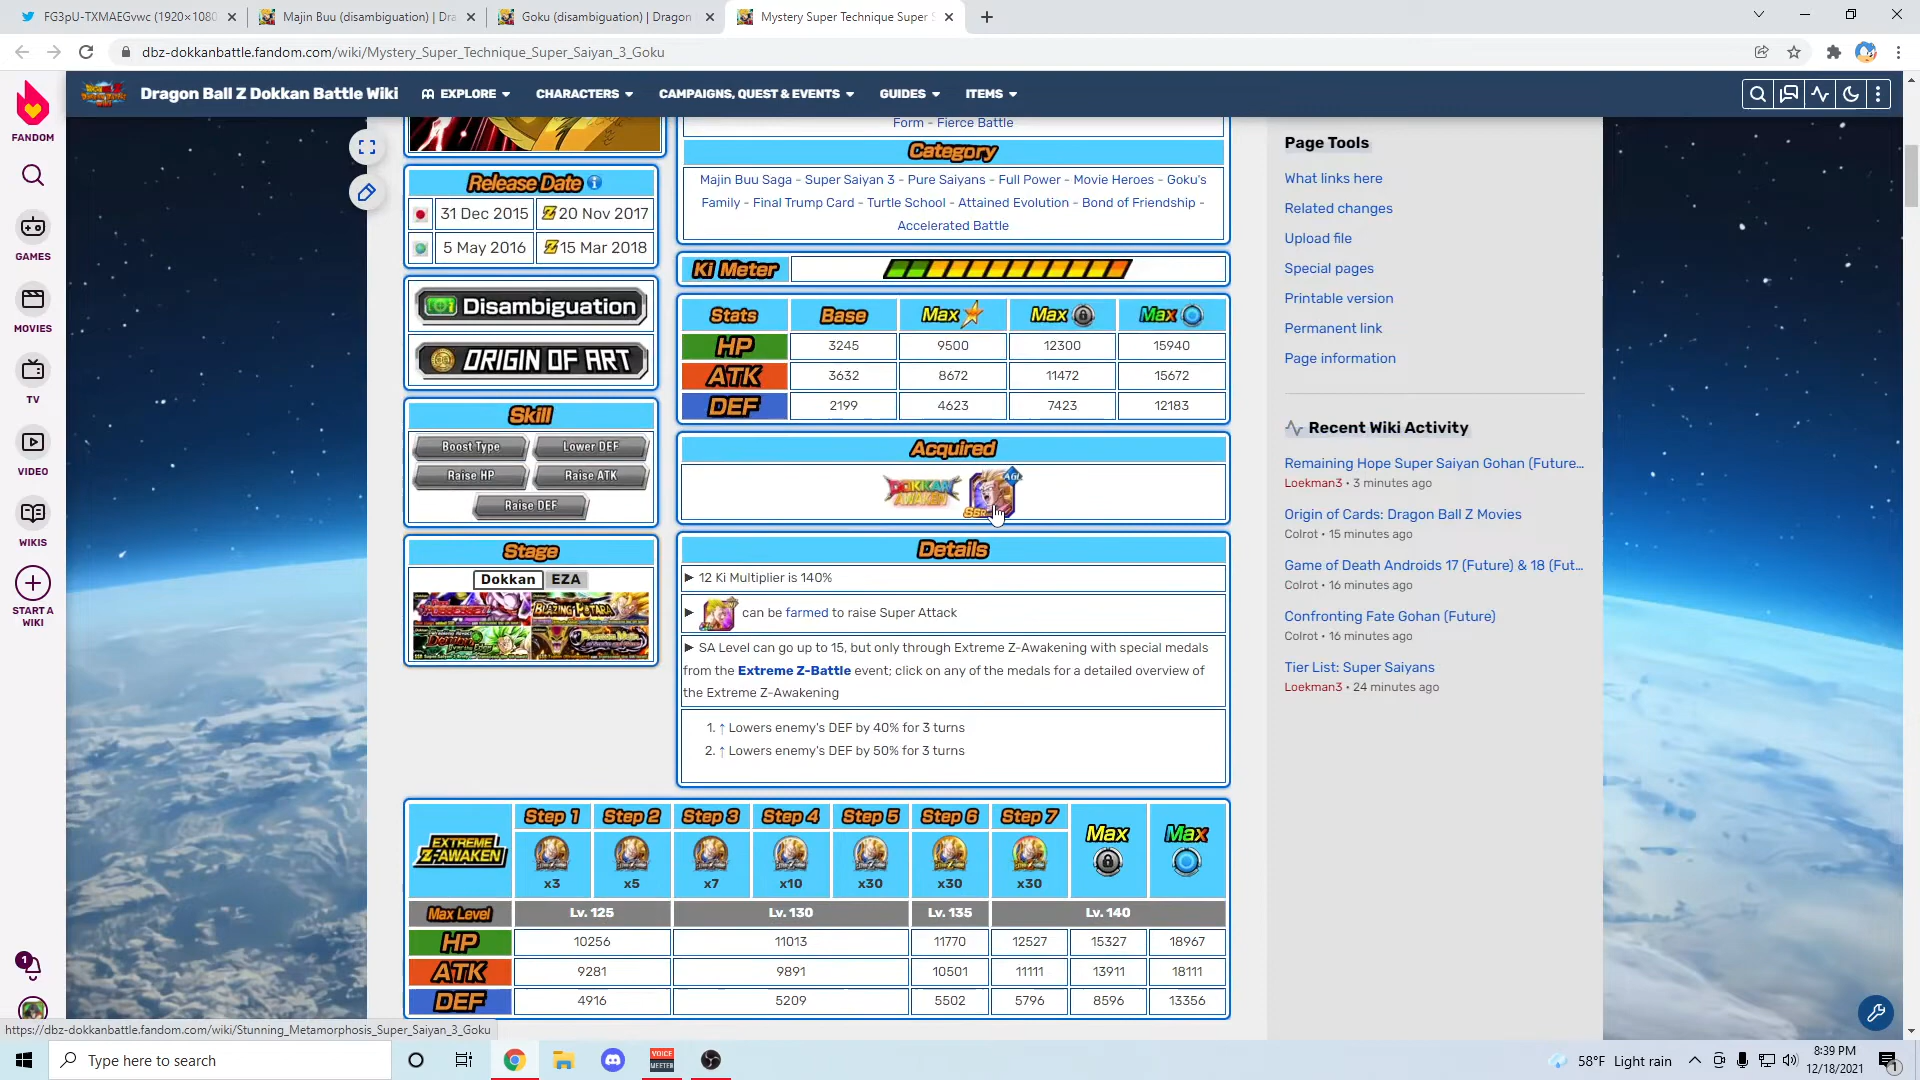 FG3pU-TXMAEGvwc (1920×1080
Majin Buu (disambiguation) | Dra
Goku (disambiguation) | Dragon
Mystery Super Technique Super S
dbz-dokkanbattle.fandom.com/wiki/Mystery_Super_Technique_Super_Saiyan_3_Goku
Dragon Ball Z Dokkan Battle Wiki
EXPLORE
CHARACTERS
CAMPAIGNS, QUEST & EVENTS
GUIDES
ITEMS
FANDOM
GAMES
MOVIES
TV
VIDEO
WIKIS
START A
WIKI
1
Release Date
31 Dec 2015
Z 20 Nov 2017
5 May 2016
Z 15 Mar 2018
Disambiguation
ORIGIN OF ART
Skill
Boost Type
Lower DEF
Raise HP
Raise ATK
Raise DEF
Stage
Dokkan
EZA
Form - Fierce Battle
Category
Majin Buu Saga - Super Saiyan 3 - Pure Saiyans - Full Power - Movie Heroes - Goku's
Family - Final Trump Card - Turtle School - Attained Evolution - Bond of Friendship -
Accelerated Battle
Ki Meter
Stats Base Max Max Max
HP 3245 9500 12300 15940
ATK 3632 8672 11472 15672
DEF 2199 4623 7423 12183
Acquired
DOKKAN
AWAKEN
AGL
Details
► 12 Ki Multiplier is 140%
► can be farmed to raise Super Attack
► SA Level can go up to 15, but only through Extreme Z-Awakening with special medals
from the Extreme Z-Battle event; click on any of the medals for a detailed overview of
the Extreme Z-Awakening
1. ↑ Lowers enemy's DEF by 40% for 3 turns
2. ↑ Lowers enemy's DEF by 50% for 3 turns
EXTREME
Z-AWAKEN
Step 1 Step 2 Step 3 Step 4 Step 5 Step 6 Step 7 Max Max
x3 x5 x7 x10 x30 x30 x30
Max Level Lv. 125 Lv. 130 Lv. 135 Lv. 140
HP 10256 11013 11770 12527 15327 18967
ATK 9281 9891 10501 11111 13911 18111
DEF 4916 5209 5502 5796 8596 13356
Page Tools
What links here
Related changes
Upload file
Special pages
Printable version
Permanent link
Page information
Recent Wiki Activity
Remaining Hope Super Saiyan Gohan (Future...
Loekman3 • 3 minutes ago
Origin of Cards: Dragon Ball Z Movies
Colrot • 15 minutes ago
Game of Death Androids 17 (Future) & 18 (Fut...
Colrot • 16 minutes ago
Confronting Fate Gohan (Future)
Colrot • 16 minutes ago
Tier List: Super Saiyans
Loekman3 • 24 minutes ago
https://dbz-dokkanbattle.fandom.com/wiki/Stunning_Metamorphosis_Super_Saiyan_3_Goku
Type here to search
VOICE
MEETER
58°F Light rain
8:39 PM
12/18/2021
1